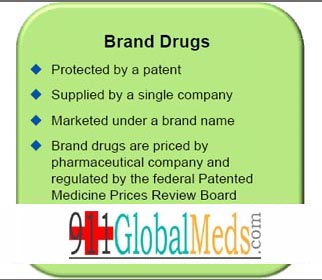 Brand Drugs
Protected by a patent
Supplied by a single company
Marketed under a brand name
Brand drugs are priced by
pharmaceutical company and
regulated by the federal Patented
Medicine Prices Review Board
911GlobalMeds.com